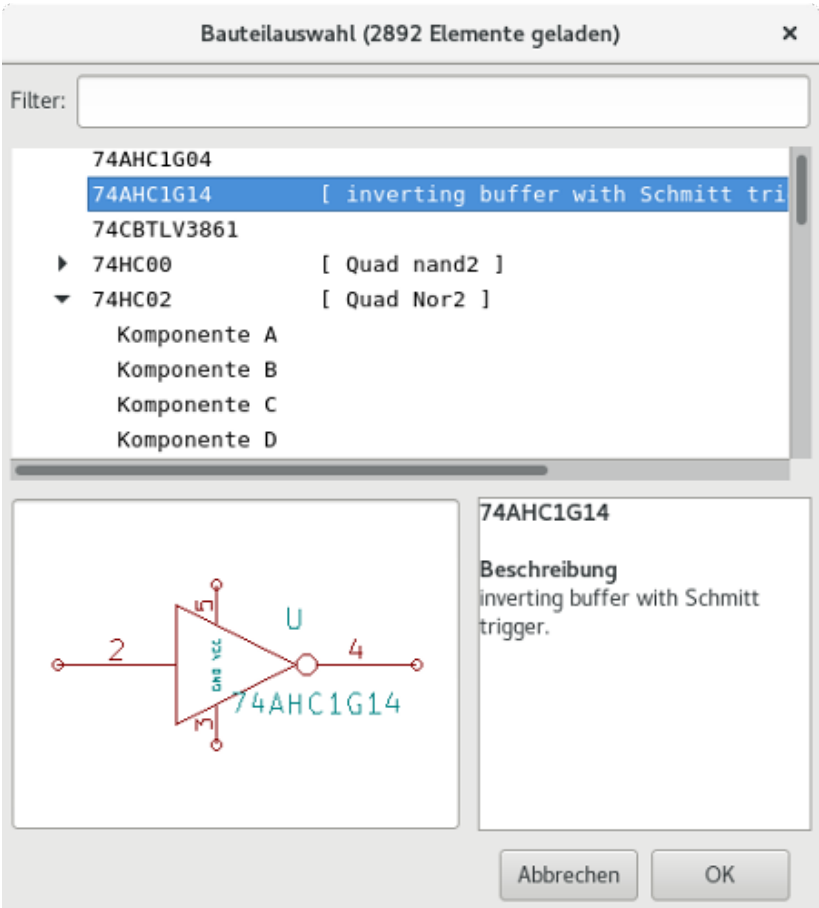 Bauteilauswahl (2892 Elemente geladen)
Filter:
74AHC1G04
74AHC1G14 [ inverting buffer with Schmitt tri
74CBTLV3861
74HC00 [ Quad nand2 ]
74HC02 [ Quad Nor2 ]
Komponente A
Komponente B
Komponente C
Komponente D
5
U
2
GND VCC
4
74AHC1G14
3
74AHC1G14
Beschreibung
inverting buffer with Schmitt
trigger.
Abbrechen
OK